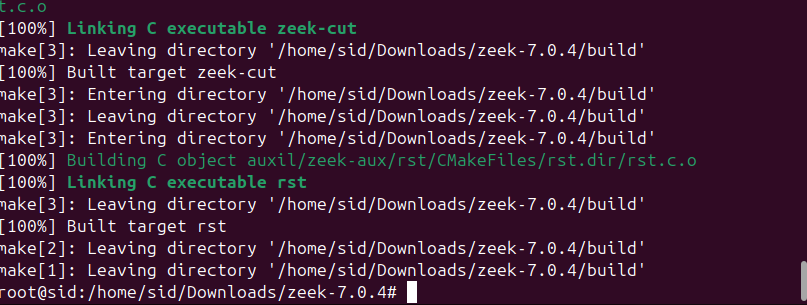 t.c.o
[100%] Linking C executable zeek-cut
make[3]: Leaving directory '/home/sid/Downloads/zeek-7.0.4/build'
[100%] Built target zeek-cut
make[3]: Entering directory '/home/sid/Downloads/zeek-7.0.4/build'
make[3]: Leaving directory '/home/sid/Downloads/zeek-7.0.4/build'
make[3]: Entering directory '/home/sid/Downloads/zeek-7.0.4/build'
[100%] Building C object auxil/zeek-aux/rst/CMakeFiles/rst.dir/rst.c.o
[100%] Linking C executable rst
make[3]: Leaving directory '/home/sid/Downloads/zeek-7.0.4/build'
[100%] Built target rst
make[2]: Leaving directory '/home/sid/Downloads/zeek-7.0.4/build'
make[1]: Leaving directory '/home/sid/Downloads/zeek-7.0.4/build'
root@sid:/home/sid/Downloads/zeek-7.0.4#